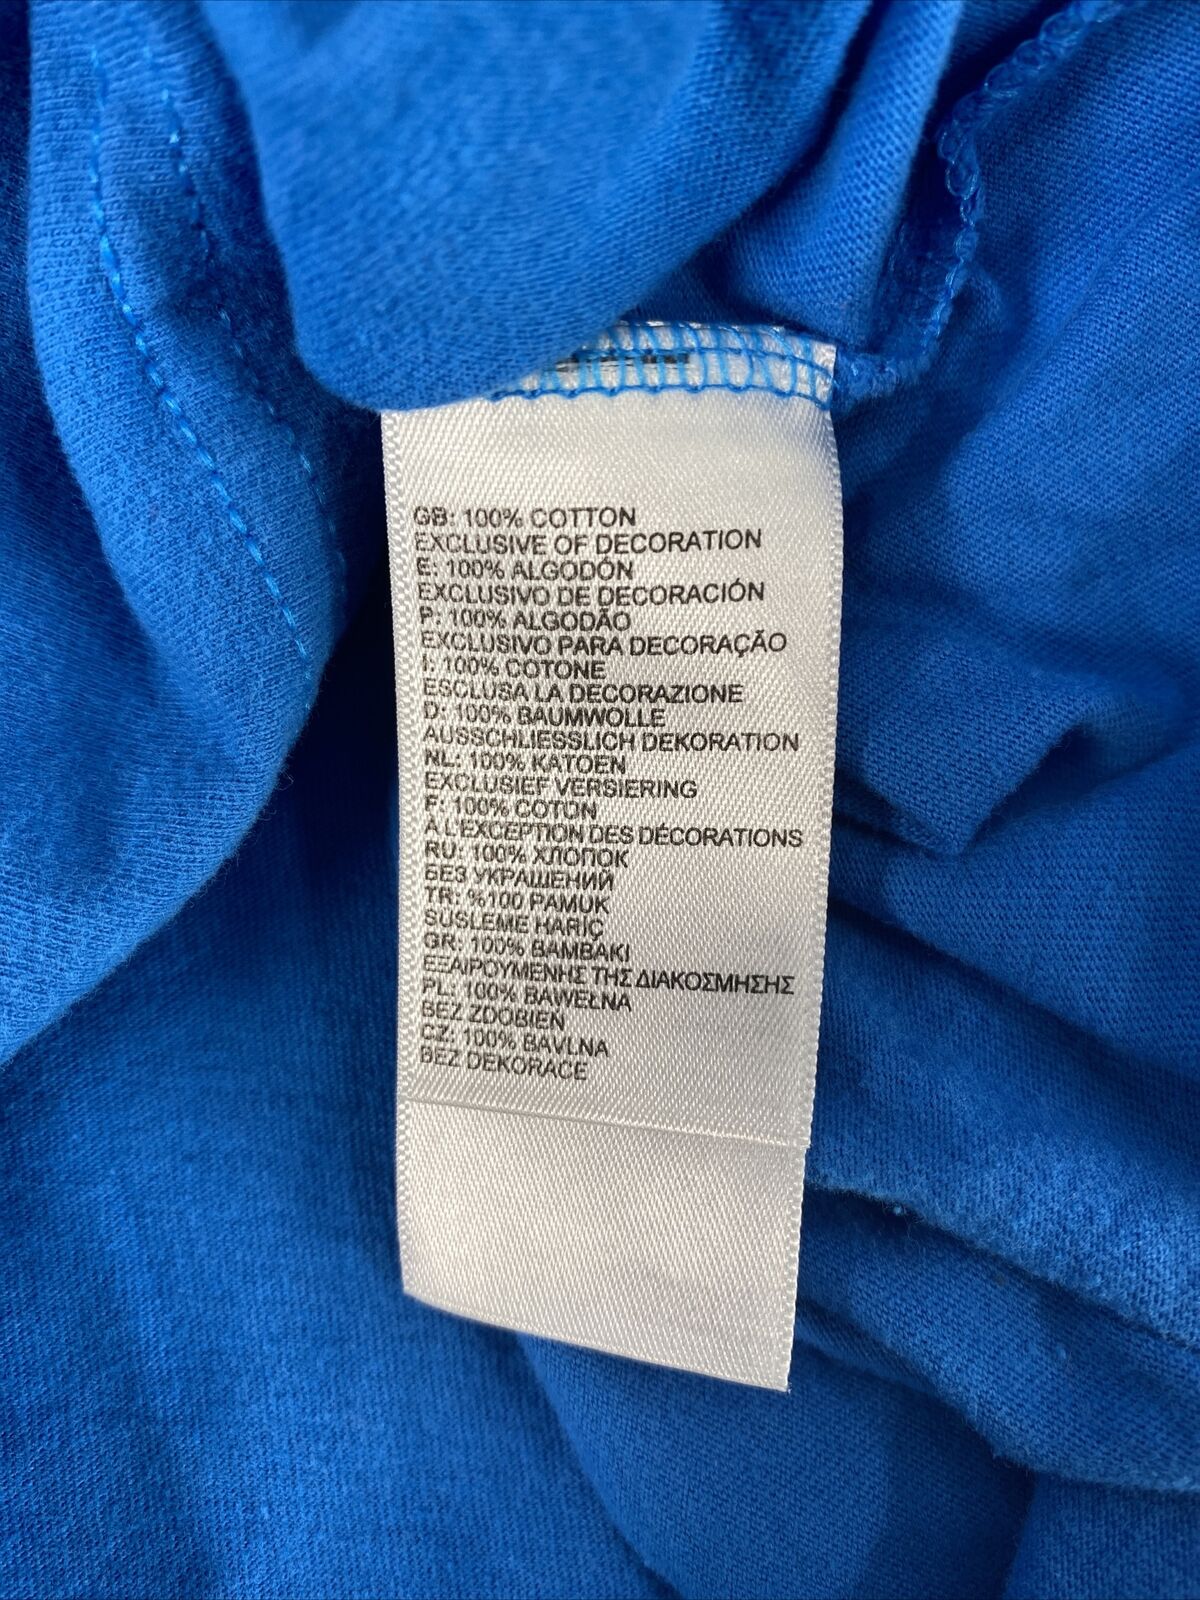 GB: 100% COTTON
EXCLUSIVE OF DECORATION
E: 100% ALGODÓN
EXCLUSIVO DE DECORACIÓN
P: 100% ALGODÃO
EXCLUSIVO PARA DECORAÇÃO
I: 100% COTONE
ESCLUSA LA DECORAZIONE
D: 100% BAUMWOLLE
AUSSCHLIESSLICH DEKORATION
NL: 100% KATOEN
EXCLUSIEF VERSIERING
F: 100% COTON
À L'EXCEPTION DES DÉCORATIONS
RU: 100% ХЛОПОК
БЕЗ УКРАШЕНИЙ
TR: %100 PAMUK
SÜSLEME HARİÇ
GR: 100% BAMBAKI
ΕΞΑΙΡΟΥΜΕΝΗΣ ΤΗΣ ΔΙΑΚΟΣΜΗΣΗΣ
PL: 100% BAWEŁNA
BEZ ZDOBIEŃ
CZ: 100% BAVLNA
BEZ DEKORACE